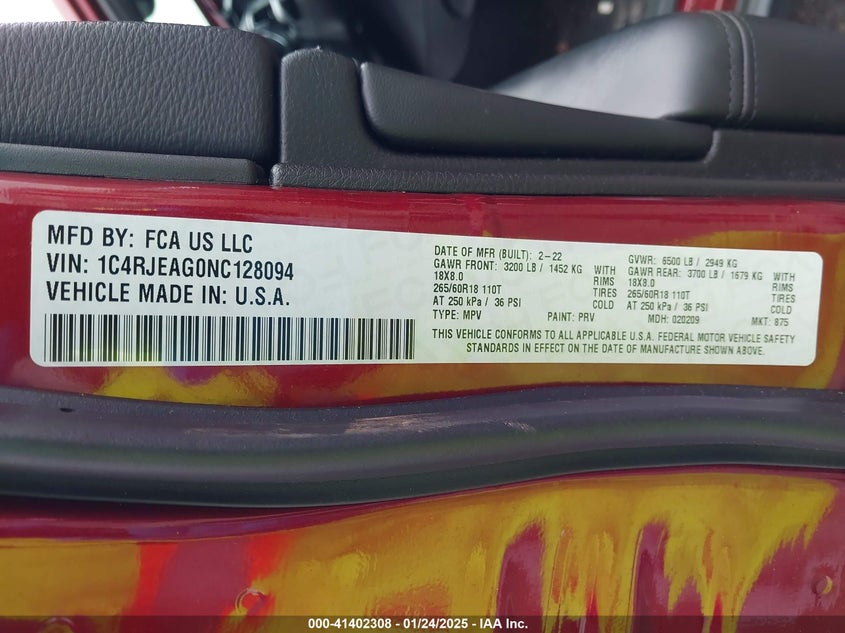 MFD BY: FCA US LLC
VIN: 1C4RJEAG0NC128094
VEHICLE MADE IN: U.S.A.
DATE OF MFR (BUILT): 2-22
GAWR FRONT: 3200 LB / 1452 KG WITH
18X8.0 RIMS
265/60R18 110T TIRES
AT 250 kPa / 36 PSI COLD
TYPE: MPV PAINT: PRV
GVWR: 6500 LB / 2949 KG
GAWR REAR: 3700 LB / 1679 KG WITH
18X8.0 RIMS
265/60R18 110T TIRES
AT 250 kPa / 36 PSI COLD
MDH: 020209 MKT: 875
THIS VEHICLE CONFORMS TO ALL APPLICABLE U.S.A. FEDERAL MOTOR VEHICLE SAFETY
STANDARDS IN EFFECT ON THE DATE OF MANUFACTURE SHOWN ABOVE.
000-41402308 - 01/24/2025 - IAA Inc.